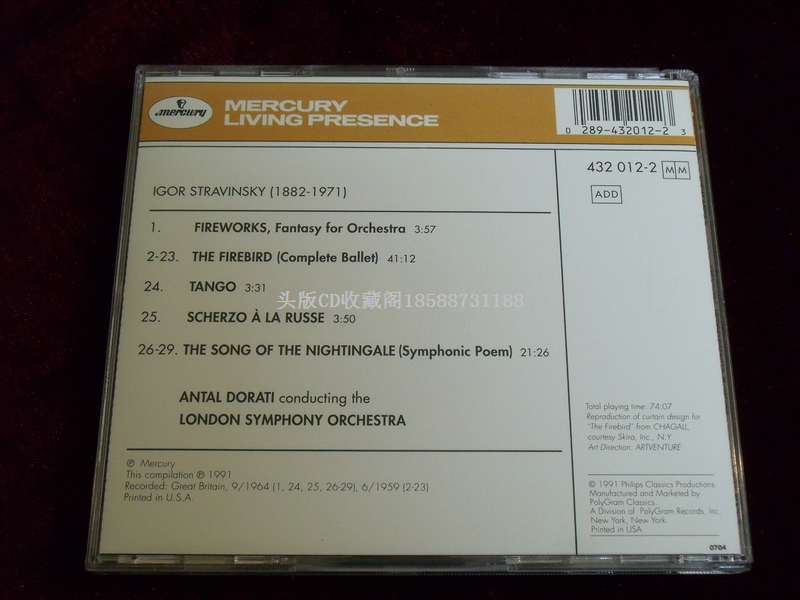 mercury
MERCURY
LIVING PRESENCE
0 289-432012-2 3
432 012-2 MM
ADD
IGOR STRAVINSKY (1882-1971)
1. FIREWORKS, Fantasy for Orchestra 3:57
2-23. THE FIREBIRD (Complete Ballet) 41:12
24. TANGO 3:31
头版CD收藏阁18588731188
25. SCHERZO À LA RUSSE 3:50
26-29. THE SONG OF THE NIGHTINGALE (Symphonic Poem) 21:26
ANTAL DORATI conducting the
LONDON SYMPHONY ORCHESTRA
℗ Mercury
This compilation ℗ 1991
Recorded: Great Britain, 9/1964 (1, 24, 25, 26-29), 6/1959 (2-23)
Printed in U.S.A.
Total playing time: 74:07
Reproduction of curtain design for
"The Firebird" from CHAGALL,
courtesy Skira, Inc., N.Y.
Art Direction: ARTVENTURE
© 1991 Philips Classics Productions
Manufactured and Marketed by
PolyGram Classics.
A Division of PolyGram Records, Inc.
New York, New York.
Printed in USA
0704